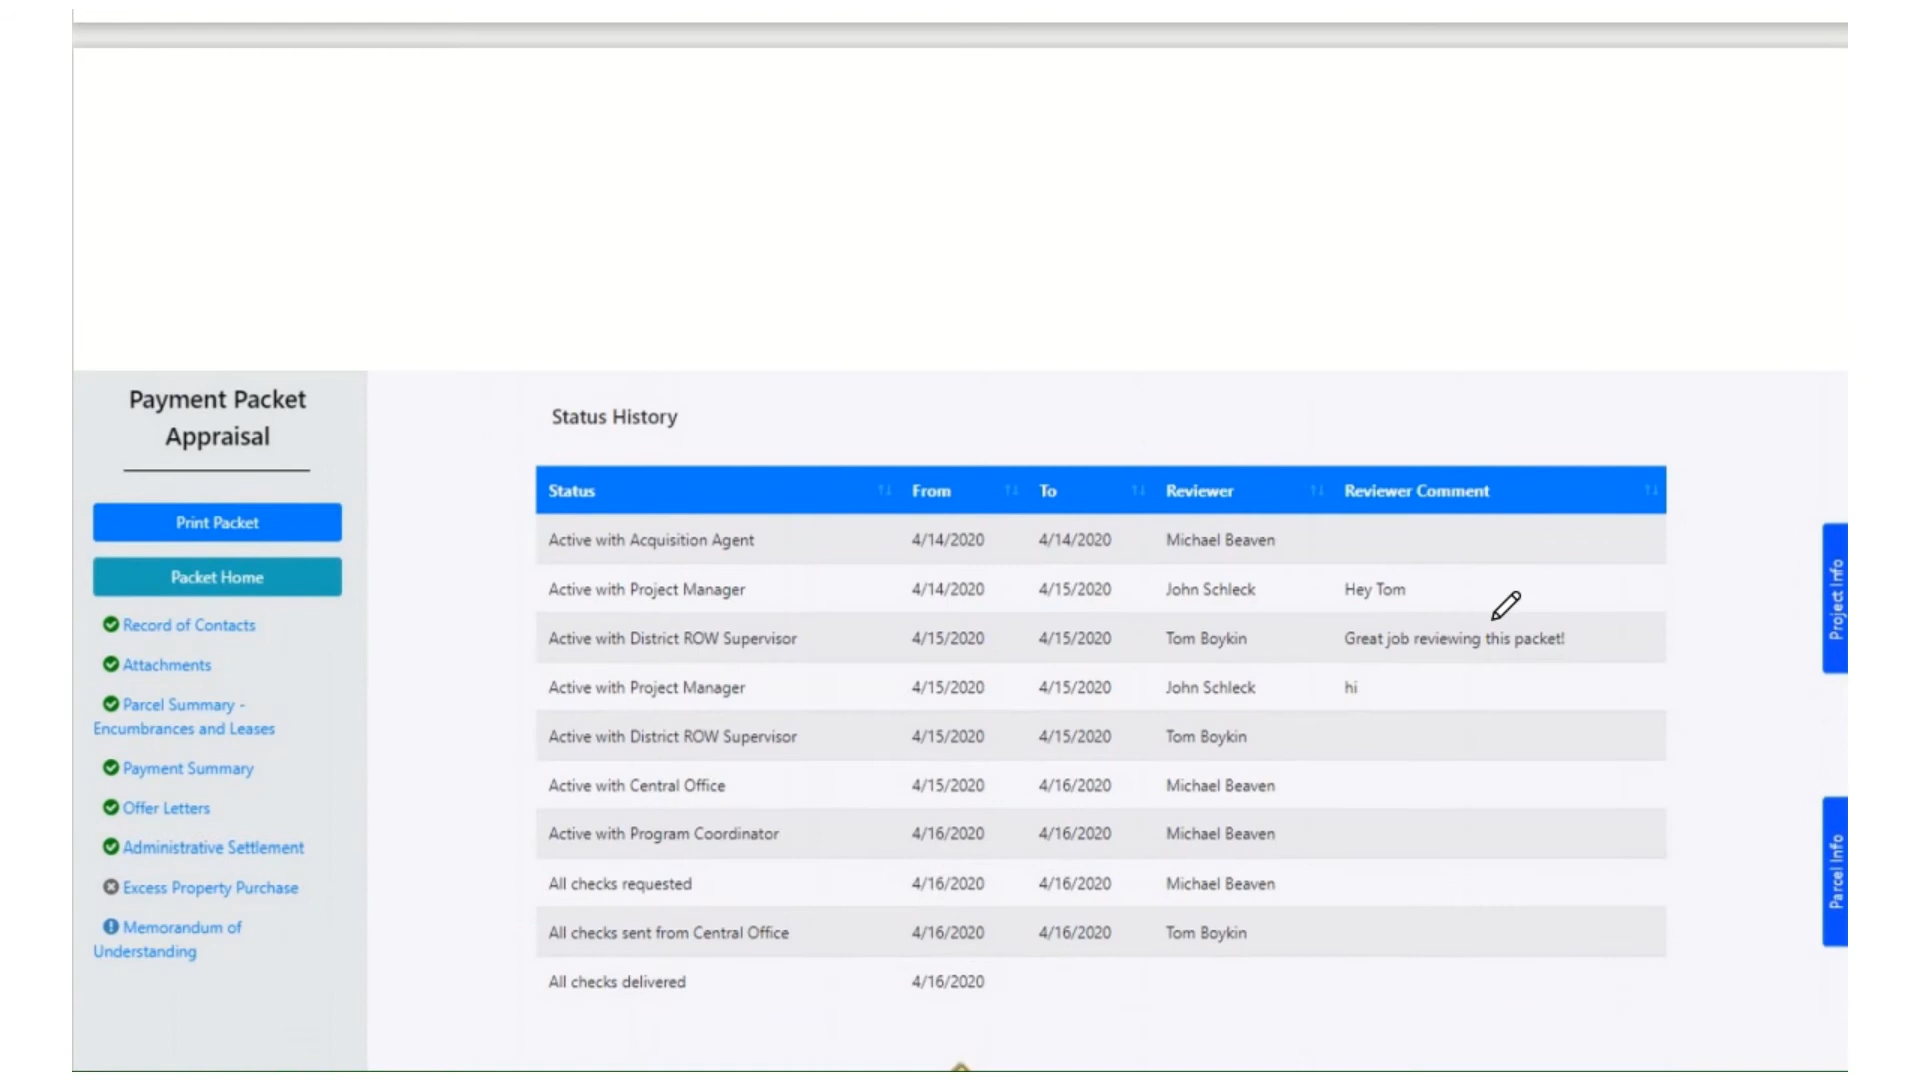 Payment Packet
Appraisal
Print Packet
Packet Home
Record of Contacts
Attachments
Parcel Summary -
Encumbrances and Leases
Payment Summary
Offer Letters
Administrative Settlement
Excess Property Purchase
Memorandum of
Understanding
Status History
Status From To Reviewer Reviewer Comment
Active with Acquisition Agent 4/14/2020 4/14/2020 Michael Beaven
Active with Project Manager 4/14/2020 4/15/2020 John Schleck Hey Tom
Active with District ROW Supervisor 4/15/2020 4/15/2020 Tom Boykin Great job reviewing this packet!
Active with Project Manager 4/15/2020 4/15/2020 John Schleck hi
Active with District ROW Supervisor 4/15/2020 4/15/2020 Tom Boykin
Active with Central Office 4/15/2020 4/16/2020 Michael Beaven
Active with Program Coordinator 4/16/2020 4/16/2020 Michael Beaven
All checks requested 4/16/2020 4/16/2020 Michael Beaven
All checks sent from Central Office 4/16/2020 4/16/2020 Tom Boykin
All checks delivered 4/16/2020
Project Info
Parcel Info